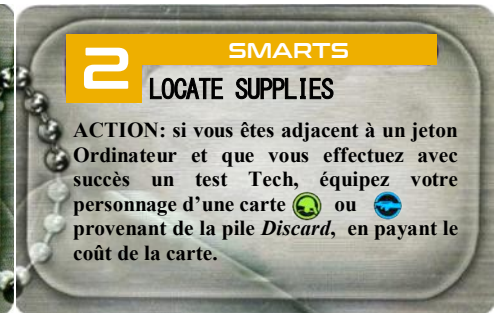 2 SMARTS
LOCATE SUPPLIES
ACTION: si vous êtes adjacent à un jeton
Ordinateur et que vous effectuez avec
succès un test Tech, équipez votre
personnage d'une carte ou
provenant de la pile Discard, en payant le
coût de la carte.